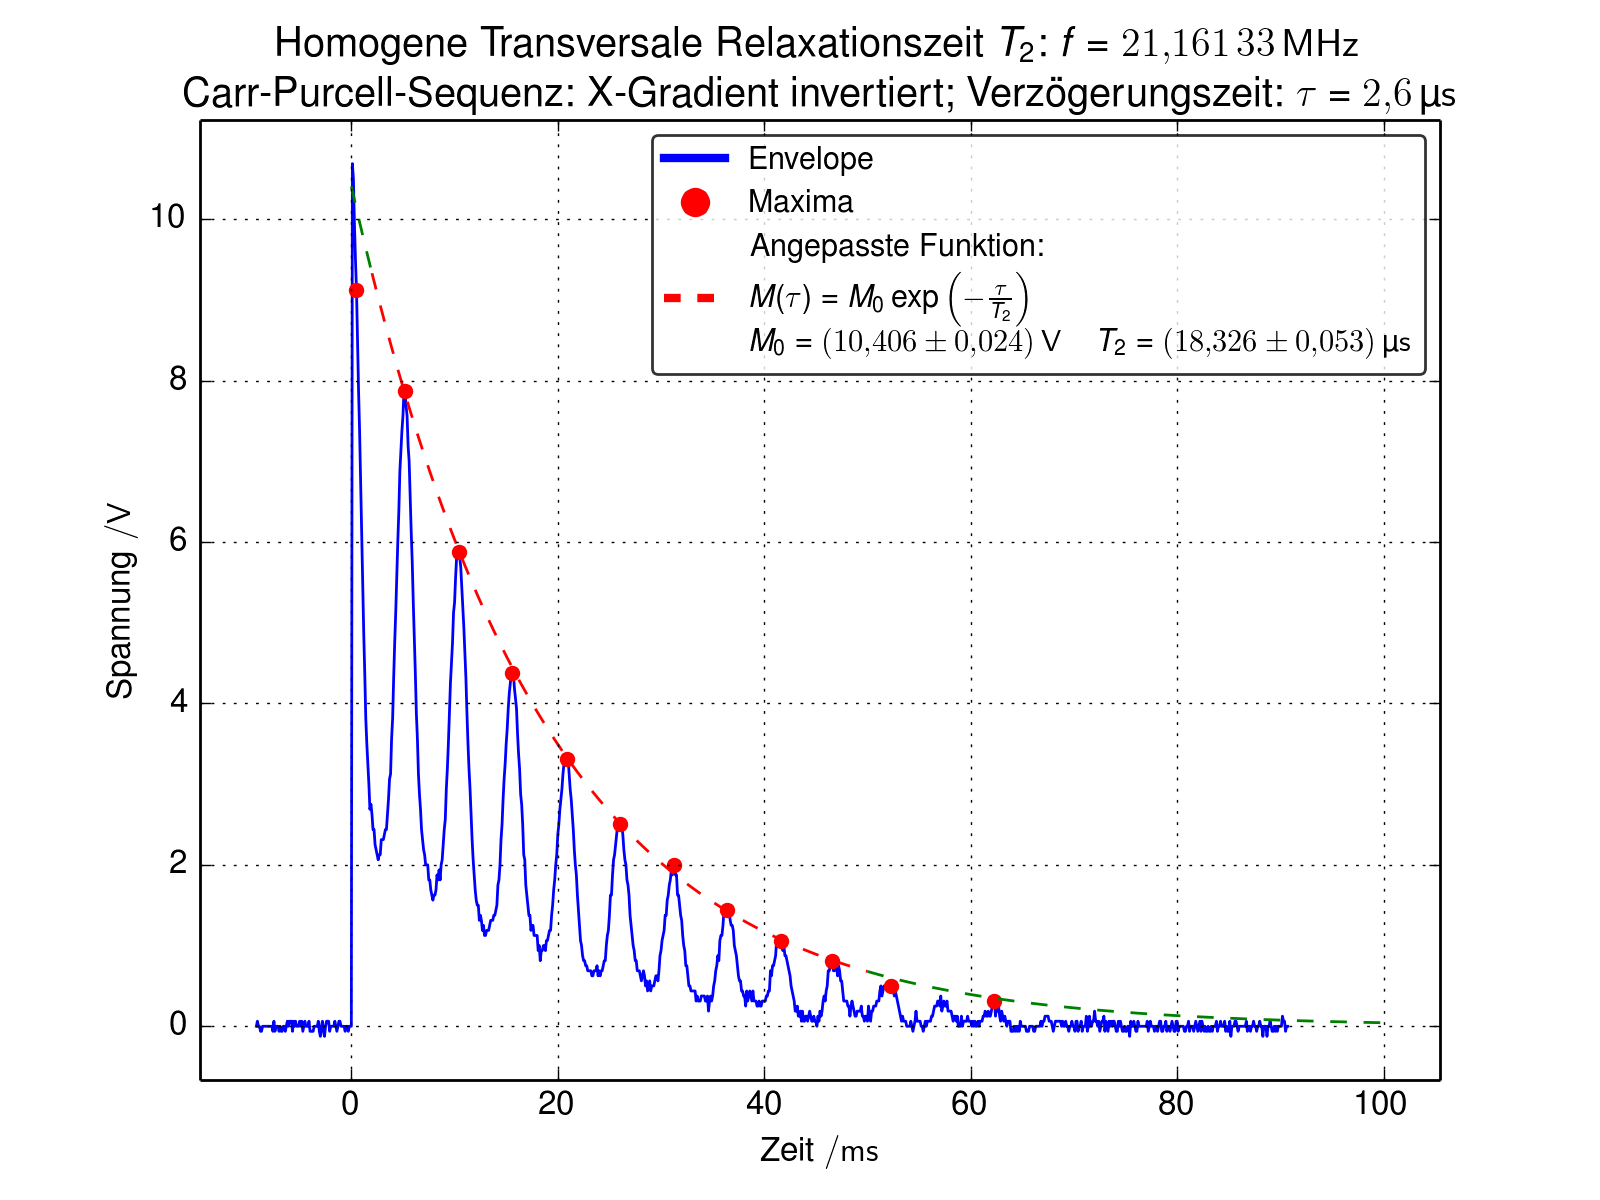 Homogene Transversale Relaxationszeit T₂: f = 21,161 33 MHz
Carr-Purcell-Sequenz: X-Gradient invertiert; Verzögerungszeit: τ = 2,6 µs
Envelope
Maxima
Angepasste Funktion:
M(τ) = M₀ exp(−τ/T₂)
M₀ = (10,406 ± 0,024) V T₂ = (18,326 ± 0,053) µs
10
8
6
4
2
0
Spannung /V
0 20 40 60 80 100
Zeit /ms